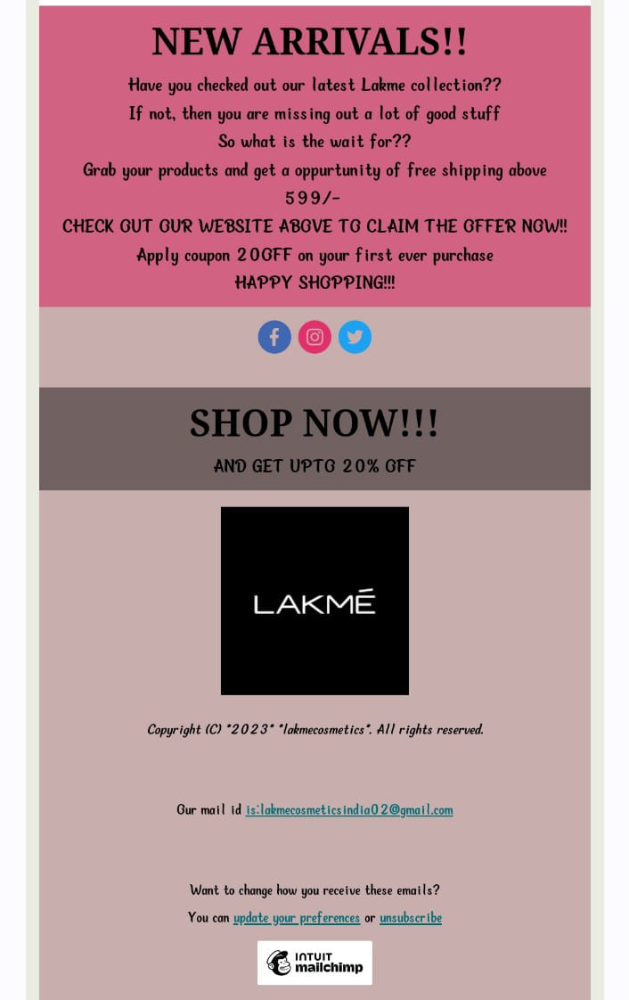 NEW ARRIVALS!!
Have you checked out our latest Lakme collection??
If not, then you are missing out a lot of good stuff
So what is the wait for??
Grab your products and get a oppurtunity of free shipping above
599/-
CHECK OUT OUR WEBSITE ABOVE TO CLAIM THE OFFER NOW!!
Apply coupon 20OFF on your first ever purchase
HAPPY SHOPPING!!!
SHOP NOW!!!
AND GET UPTO 20% OFF
LAKMÉ
Copyright (C) *2023* *lakmecosmetics*. All rights reserved.
Our mail id is:lakmecosmeticsindia02@gmail.com
Want to change how you receive these emails?
You can update your preferences or unsubscribe
INTUIT
mailchimp